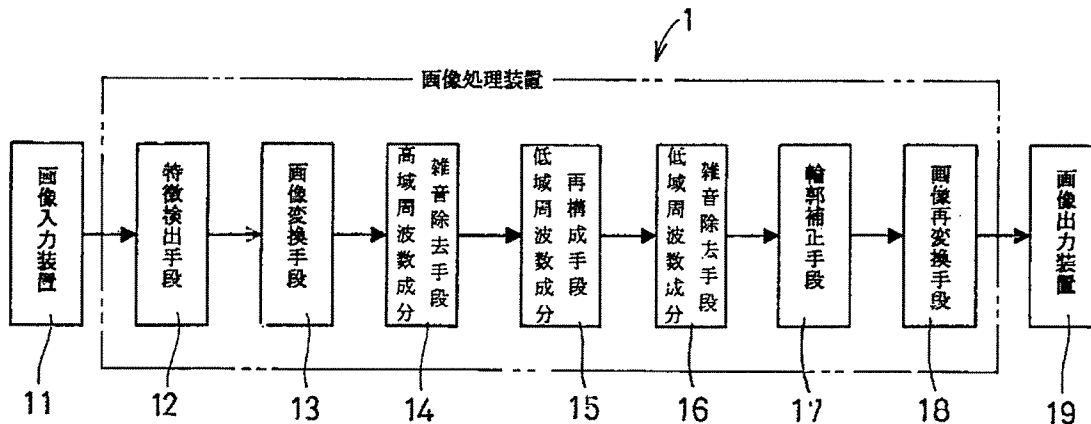 1
画像処理装置
画像入力装置
特徴検出手段
画像変換手段
高域周波数成分
雑音除去手段
低域周波数成分
再構成手段
低域周波数成分
雑音除去手段
輪郭補正手段
画像再変換手段
画像出力装置
11
12
13
14
15
16
17
18
19